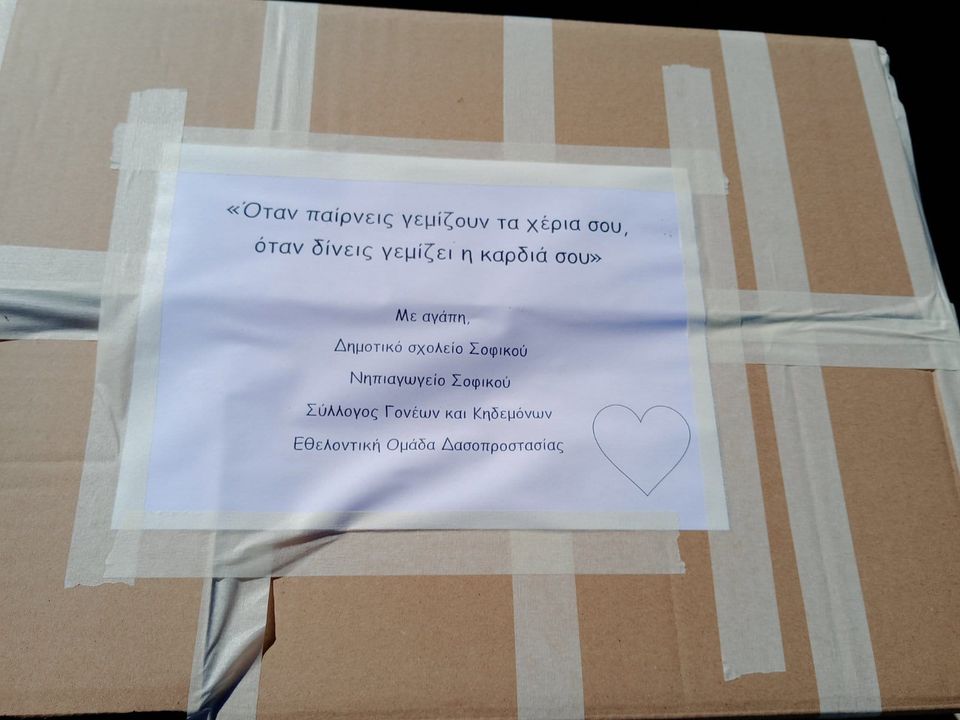 «Όταν παίρνεις γεμίζουν τα χέρια σου,
όταν δίνεις γεμίζει η καρδιά σου»
Με αγάπη,
Δημοτικό σχολείο Σοφικού
Νηπιαγωγείο Σοφικού
Σύλλογος Γονέων και Κηδεμόνων
Εθελοντική Ομάδα Δασοπροστασίας